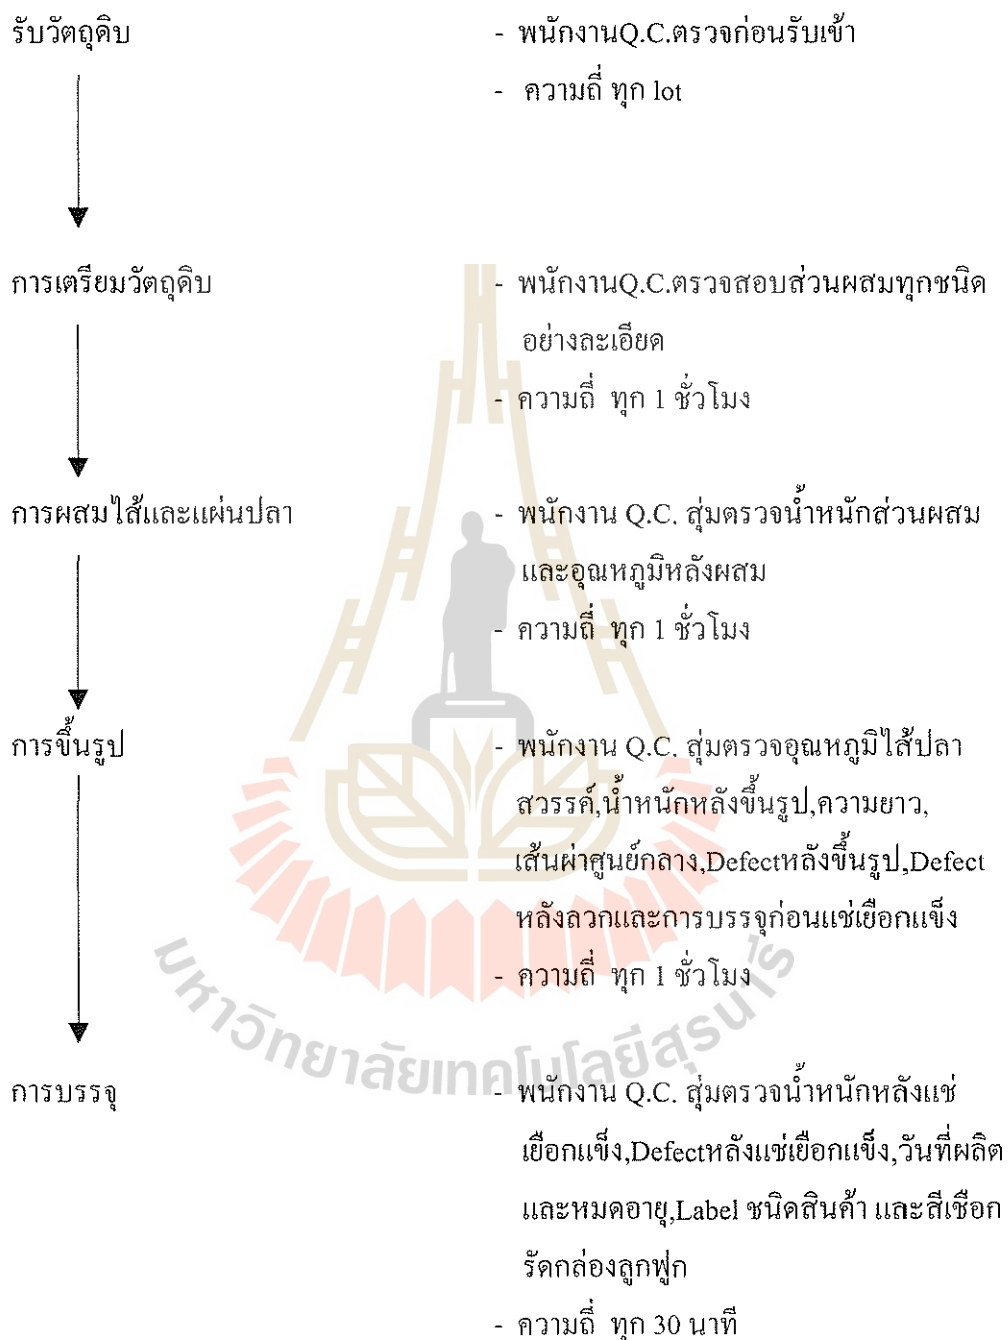 รับวัตถุดิบ
- พนักงานQ.C.ตรวจก่อนรับเข้า
- ความถี่ ทุก lot
การเตรียมวัตถุดิบ
- พนักงานQ.C.ตรวจสอบส่วนผสมทุกชนิด
อย่างละเอียด
- ความถี่ ทุก 1 ชั่วโมง
การผสมไส้และแผ่นปลา
- พนักงาน Q.C. สุ่มตรวจน้ำหนักส่วนผสม
และอุณหภูมิหลังผสม
- ความถี่ ทุก 1 ชั่วโมง
การขึ้นรูป
- พนักงาน Q.C. สุ่มตรวจอุณหภูมิไส้ปลา
สวรรค์,น้ำหนักหลังขึ้นรูป,ความยาว,
เส้นผ่าศูนย์กลาง,Defectหลังขึ้นรูป,Defect
หลังลวกและการบรรจุก่อนแช่เยือกแข็ง
- ความถี่ ทุก 1 ชั่วโมง
มหาวิทยาลัยเทคโนโลยีสุรนารี
การบรรจุ
- พนักงาน Q.C. สุ่มตรวจน้ำหนักหลังแช่
เยือกแข็ง,Defectหลังแช่เยือกแข็ง,วันที่ผลิต
และหมดอายุ,Label ชนิดสินค้า และสีเชือก
รัดกล่องลูกฟูก
- ความถี่ ทุก 30 นาที